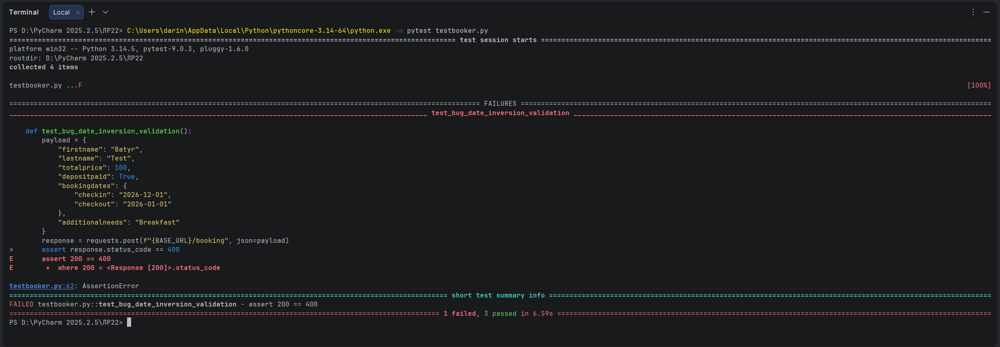 Terminal Local
PS D:\PyCharm 2025.2.5\ЛР22> C:\Users\darin\AppData\Local\Python\pythoncore-3.14-64\python.exe -m pytest testbooker.py
============================== test session starts ==============================
platform win32 -- Python 3.14.5, pytest-9.0.3, pluggy-1.6.0
rootdir: D:\PyCharm 2025.2.5\ЛР22
collected 4 items
testbooker.py ...F [100%]
============================== FAILURES ==============================
______________________________ test_bug_date_inversion_validation ______________________________
    def test_bug_date_inversion_validation():
        payload = {
            "firstname": "Batyr",
            "lastname": "Test",
            "totalprice": 100,
            "depositpaid": True,
            "bookingdates": {
                "checkin": "2026-12-01",
                "checkout": "2026-01-01"
            },
            "additionalneeds": "Breakfast"
        }
        response = requests.post(f"{BASE_URL}/booking", json=payload)
>       assert response.status_code == 400
E       assert 200 == 400
E        +  where 200 = <Response [200]>.status_code
testbooker.py:62: AssertionError
============================== short test summary info ==============================
FAILED testbooker.py::test_bug_date_inversion_validation - assert 200 == 400
============================== 1 failed, 3 passed in 6.59s ==============================
PS D:\PyCharm 2025.2.5\ЛР22>